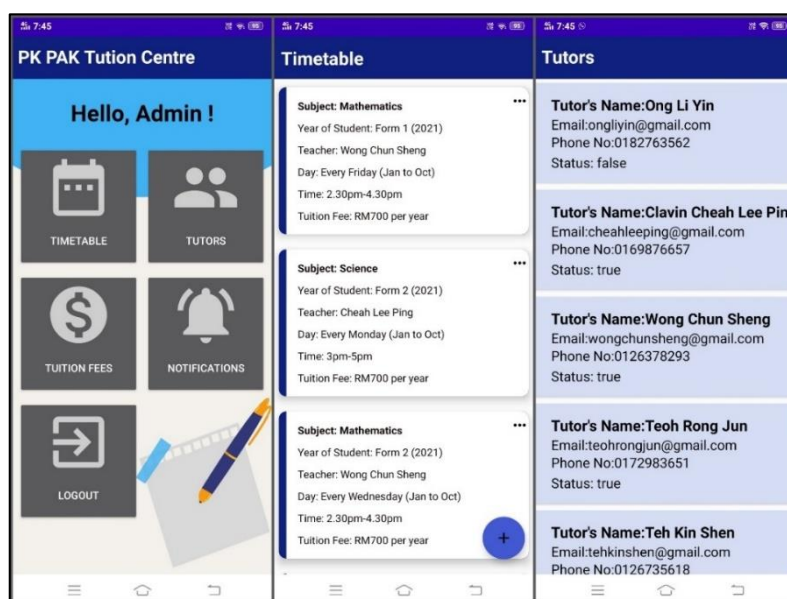 7:45
PK PAK Tution Centre
Hello, Admin !
TIMETABLE
TUTORS
TUITION FEES
NOTIFICATIONS
LOGOUT
7:45
Timetable
Subject: Mathematics
Year of Student: Form 1 (2021)
Teacher: Wong Chun Sheng
Day: Every Friday (Jan to Oct)
Time: 2.30pm-4.30pm
Tuition Fee: RM700 per year
Subject: Science
Year of Student: Form 2 (2021)
Teacher: Cheah Lee Ping
Day: Every Monday (Jan to Oct)
Time: 3pm-5pm
Tuition Fee: RM700 per year
Subject: Mathematics
Year of Student: Form 2 (2021)
Teacher: Wong Chun Sheng
Day: Every Wednesday (Jan to Oct)
Time: 2.30pm-4.30pm
Tuition Fee: RM700 per year
+
7:45
Tutors
Tutor's Name:Ong Li Yin
Email:ongliyin@gmail.com
Phone No:0182763562
Status: false
Tutor's Name:Clavin Cheah Lee Pin
Email:cheahleeping@gmail.com
Phone No:0169876657
Status: true
Tutor's Name:Wong Chun Sheng
Email:wongchunsheng@gmail.com
Phone No:0126378293
Status: true
Tutor's Name:Teoh Rong Jun
Email:teohrongjun@gmail.com
Phone No:0172983651
Status: true
Tutor's Name:Teh Kin Shen
Email:tehkinshen@gmail.com
Phone No:0126735618